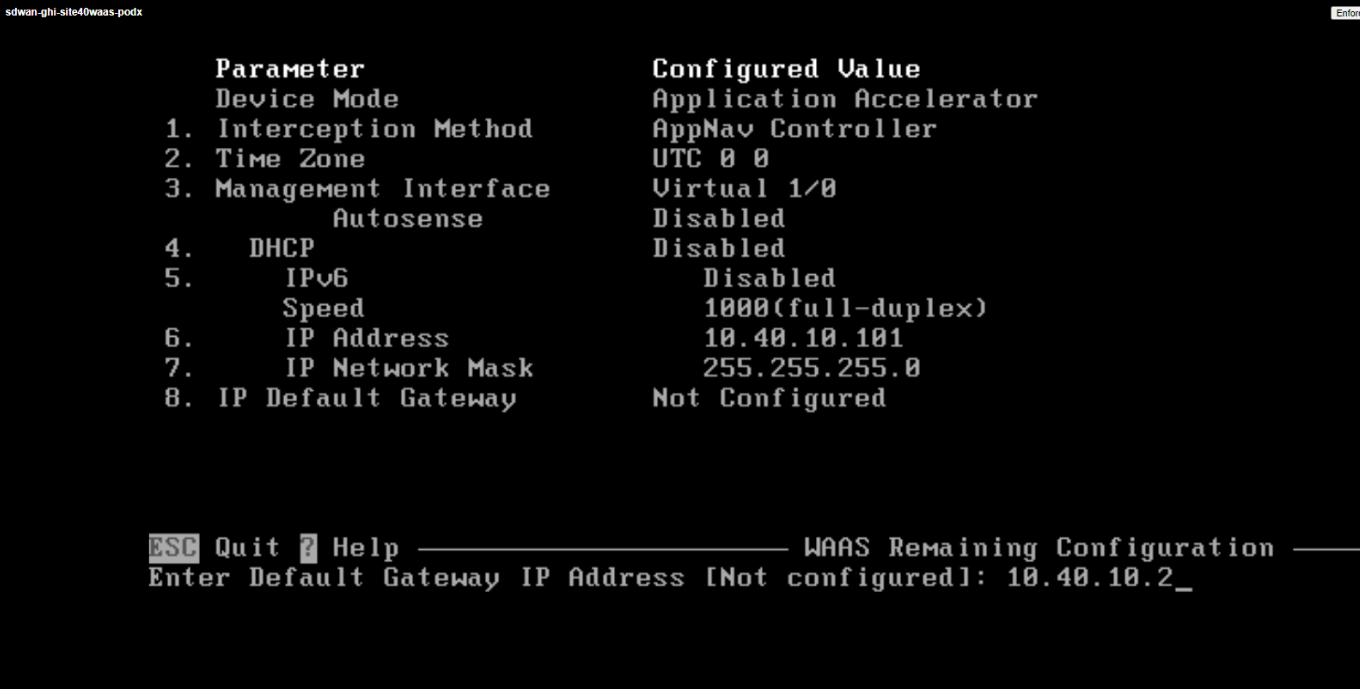 sdwan-ghi-site40waas-podx
Parameter Configured Value
Device Mode Application Accelerator
1. Interception Method AppNav Controller
2. Time Zone UTC 0 0
3. Management Interface Virtual 1/0
Autosense Disabled
4. DHCP Disabled
5. IPv6 Disabled
Speed 1000(full-duplex)
6. IP Address 10.40.10.101
7. IP Network Mask 255.255.255.0
8. IP Default Gateway Not Configured
ESC Quit ? Help WAAS Remaining Configuration
Enter Default Gateway IP Address [Not configured]: 10.40.10.2_